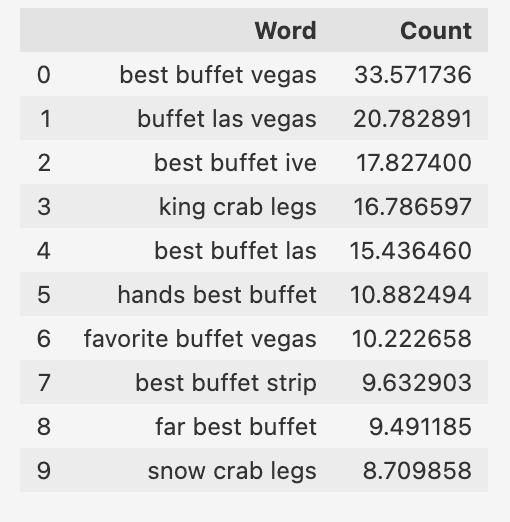 Word Count
0 best buffet vegas 33.571736
1 buffet las vegas 20.782891
2 best buffet ive 17.827400
3 king crab legs 16.786597
4 best buffet las 15.436460
5 hands best buffet 10.882494
6 favorite buffet vegas 10.222658
7 best buffet strip 9.632903
8 far best buffet 9.491185
9 snow crab legs 8.709858